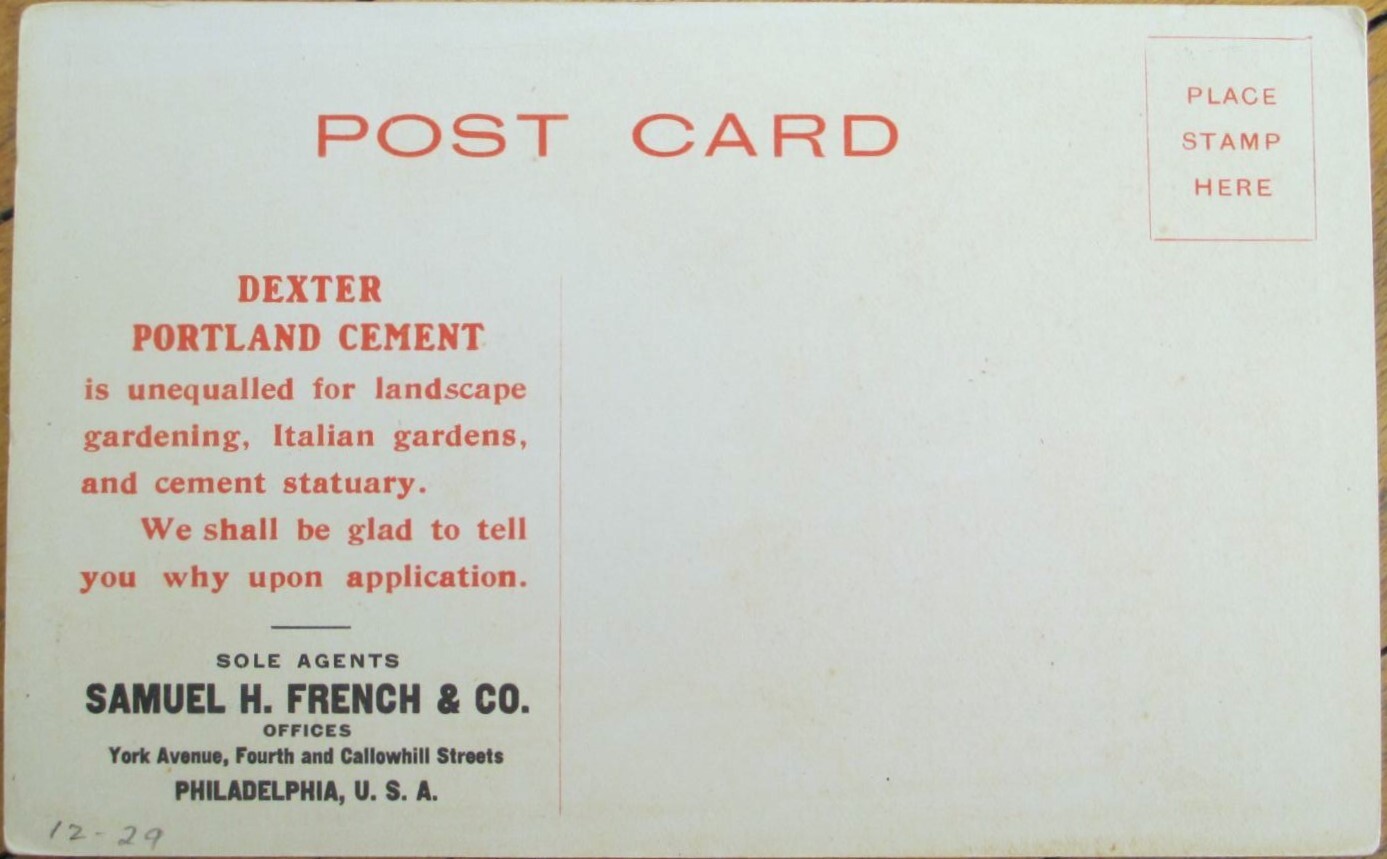 POST CARD
PLACE
STAMP
HERE
DEXTER
PORTLAND CEMENT
is unequalled for landscape
gardening, Italian gardens,
and cement statuary.
We shall be glad to tell
you why upon application.
SOLE AGENTS
SAMUEL H. FRENCH & CO.
OFFICES
York Avenue, Fourth and Callowhill Streets
PHILADELPHIA, U. S. A.
12-29